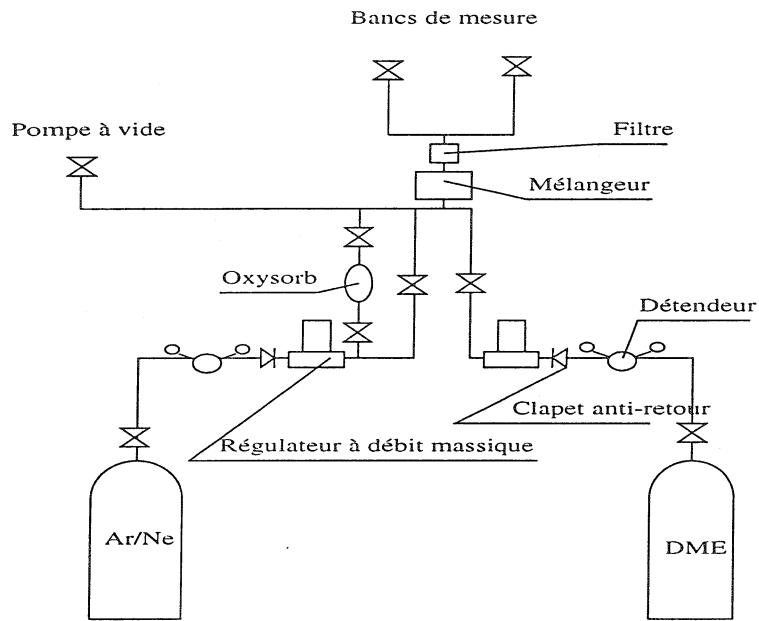 Bancs de mesure
Pompe à vide
Filtre
Mélangeur
Oxysorb
Détendeur
Clapet anti-retour
Régulateur à débit massique
Ar/Ne
DME